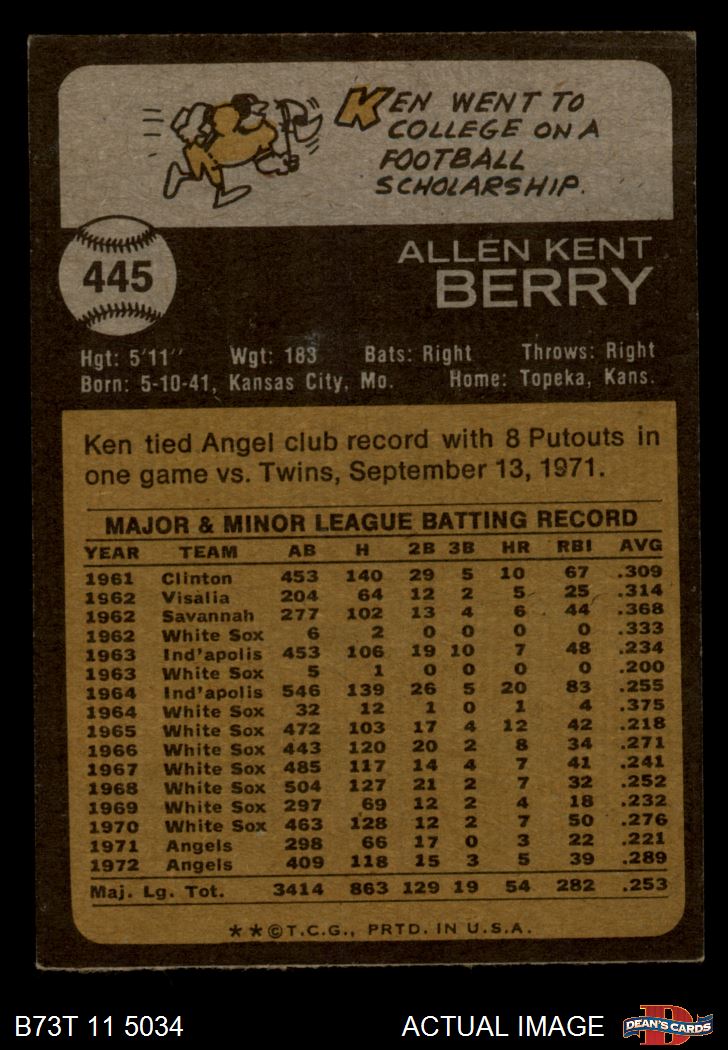 KEN WENT TO
COLLEGE ON A
FOOTBALL
SCHOLARSHIP.
445
ALLEN KENT
BERRY
Hgt: 5'11" Wgt: 183 Bats: Right Throws: Right
Born: 5-10-41, Kansas City, Mo. Home: Topeka, Kans.
Ken tied Angel club record with 8 Putouts in
one game vs. Twins, September 13, 1971.
MAJOR & MINOR LEAGUE BATTING RECORD
YEAR TEAM AB H 2B 3B HR RBI AVG
1961 Clinton 453 140 29 5 10 67 .309
1962 Visalia 204 64 12 2 5 25 .314
1962 Savannah 277 102 13 4 6 44 .368
1962 White Sox 6 2 0 0 0 0 .333
1963 Ind'apolis 453 106 19 10 7 48 .234
1963 White Sox 5 1 0 0 0 0 .200
1964 Ind'apolis 546 139 26 5 20 83 .255
1964 White Sox 32 12 1 0 1 4 .375
1965 White Sox 472 103 17 4 12 42 .218
1966 White Sox 443 120 20 2 8 34 .271
1967 White Sox 485 117 14 4 7 41 .241
1968 White Sox 504 127 21 2 7 32 .252
1969 White Sox 297 69 12 2 4 18 .232
1970 White Sox 463 128 12 2 7 50 .276
1971 Angels 298 66 17 0 3 22 .221
1972 Angels 409 118 15 3 5 39 .289
Maj. Lg. Tot. 3414 863 129 19 54 282 .253
**©T.C.G., PRTD. IN U.S.A.
B73T 11 5034 ACTUAL IMAGE
D
DEAN'S CARDS